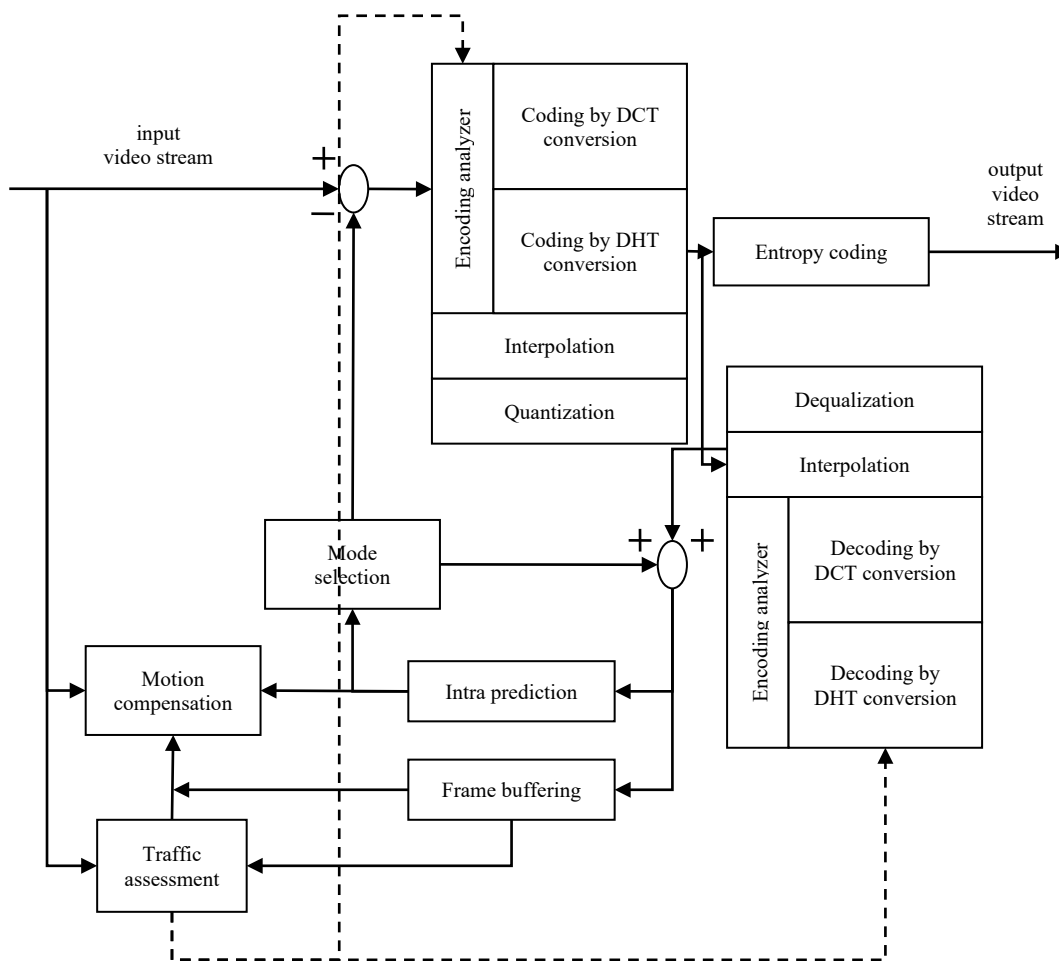 input
video stream
+
−
Encoding analyzer
Coding by DCT
conversion
Coding by DHT
conversion
Interpolation
Quantization
Entropy coding
output
video
stream
Dequalization
Interpolation
Encoding analyzer
Decoding by
DCT conversion
Decoding by
DHT conversion
+ +
Mode
selection
Motion
compensation
Intra prediction
Frame buffering
Traffic
assessment